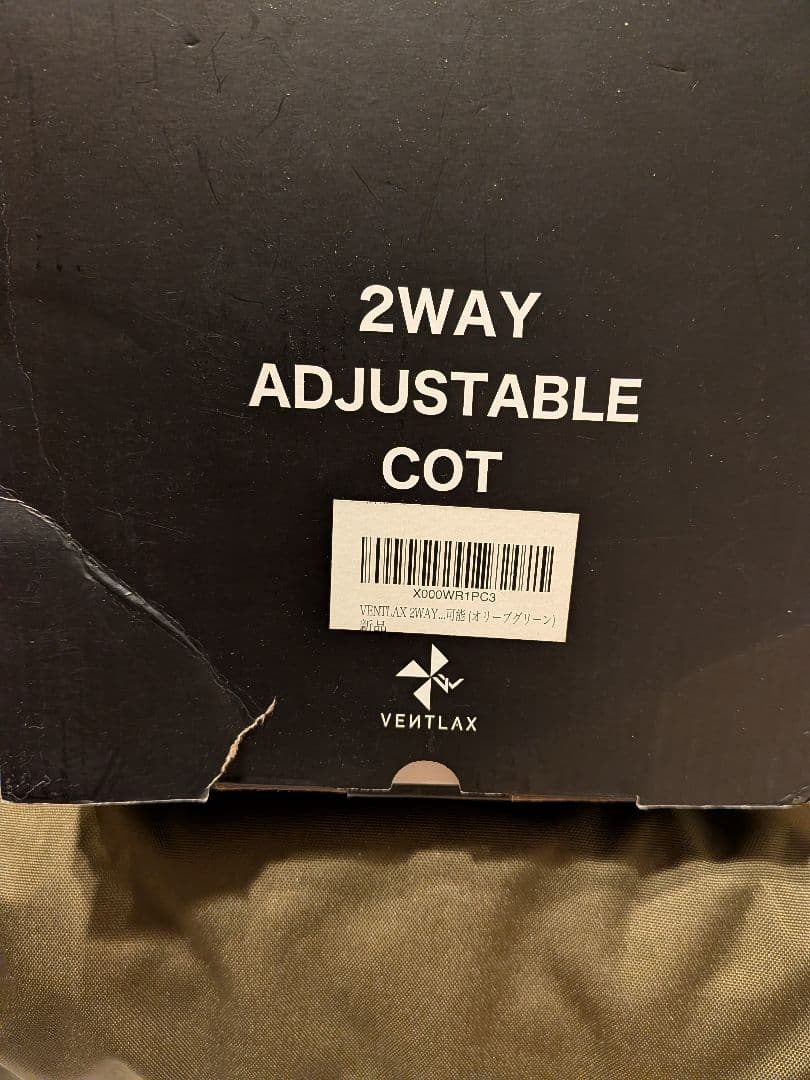 2WAY
ADJUSTABLE
COT
X000WR1PC3
VENTLAX 2WAY...可能 (オリーブグリーン)
新品
VENTLAX